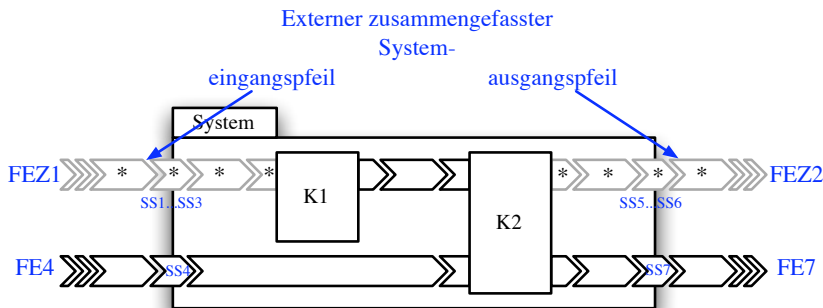 Externer zusammengefasster
System-
eingangspfeil ausgangspfeil
System
FEZ1 * * * * * * * * FEZ2
SS1...SS3 K1 SS5...SS6
K2
FE4 SS4 SS7 FE7